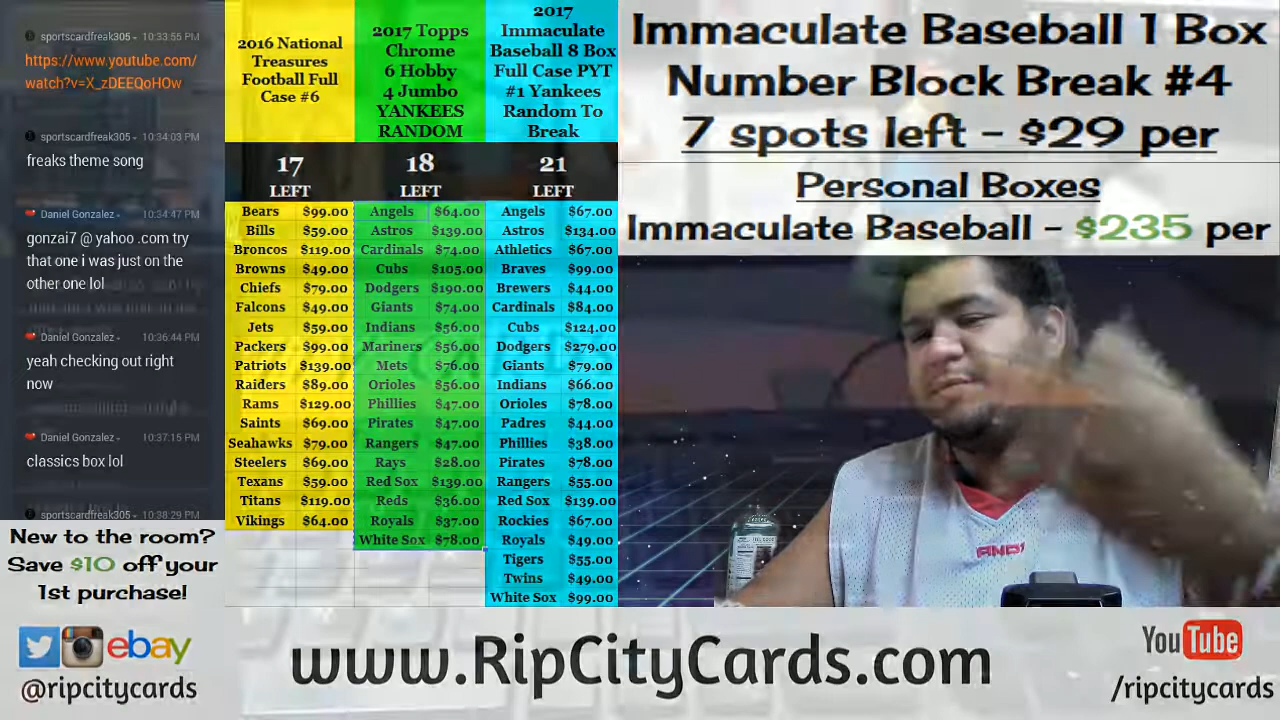 sportscardfreak305 - 10:33:55 PM
https://www.youtube.com/
watch?v=X_zDEEQoHOw
sportscardfreak305 - 10:34:03 PM
freaks theme song
Daniel Gonzalez - 10:34:47 PM
gonzai7 @ yahoo .com try
that one i was just on the
other one lol
Daniel Gonzalez - 10:36:44 PM
yeah checking out right
now
Daniel Gonzalez - 10:37:15 PM
classics box lol
sportscardfreak305 - 10:38:29 PM
New to the room?
Save $10 off your
1st purchase!
ebay
@ripcitycards
2016 National
Treasures
Football Full
Case #6
17
LEFT
Bears $99.00
Bills $59.00
Broncos $119.00
Browns $49.00
Chiefs $79.00
Falcons $49.00
Jets $59.00
Packers $99.00
Patriots $139.00
Raiders $89.00
Rams $129.00
Saints $69.00
Seahawks $79.00
Steelers $69.00
Texans $59.00
Titans $119.00
Vikings $64.00
2017 Topps
Chrome
6 Hobby
4 Jumbo
YANKEES
RANDOM
18
LEFT
Angels $64.00
Astros $139.00
Cardinals $74.00
Cubs $105.00
Dodgers $190.00
Giants $74.00
Indians $56.00
Mariners $56.00
Mets $76.00
Orioles $56.00
Phillies $47.00
Pirates $47.00
Rangers $47.00
Rays $28.00
Red Sox $139.00
Reds $36.00
Royals $37.00
White Sox $78.00
2017
Immaculate
Baseball 8 Box
Full Case PYT
#1 Yankees
Random To
Break
21
LEFT
Angels $67.00
Astros $134.00
Athletics $67.00
Braves $99.00
Brewers $44.00
Cardinals $84.00
Cubs $124.00
Dodgers $279.00
Giants $79.00
Indians $66.00
Orioles $78.00
Padres $44.00
Phillies $38.00
Pirates $78.00
Rangers $55.00
Red Sox $139.00
Rockies $67.00
Royals $49.00
Tigers $55.00
Twins $49.00
White Sox $99.00
Immaculate Baseball 1 Box
Number Block Break #4
7 spots left - $29 per
Personal Boxes
Immaculate Baseball - $235 per
AND1
www.RipCityCards.com
YouTube
/ripcitycards